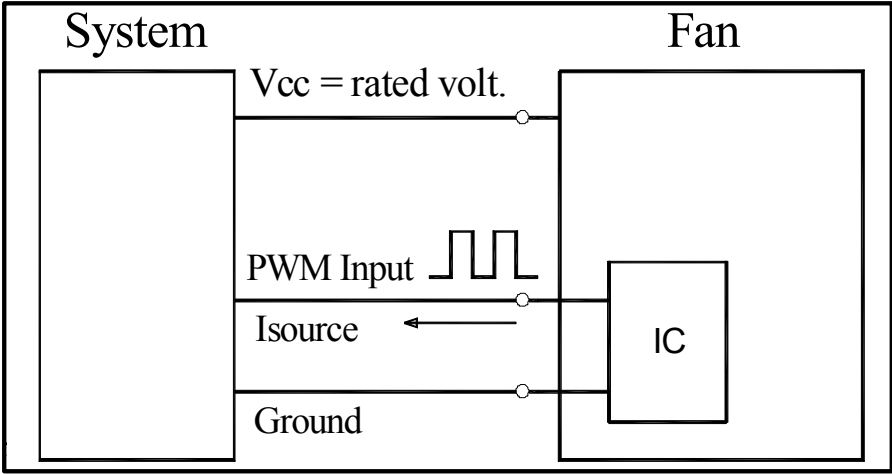 System
Fan
Vcc = rated volt.
PWM Input
Isource
IC
Ground